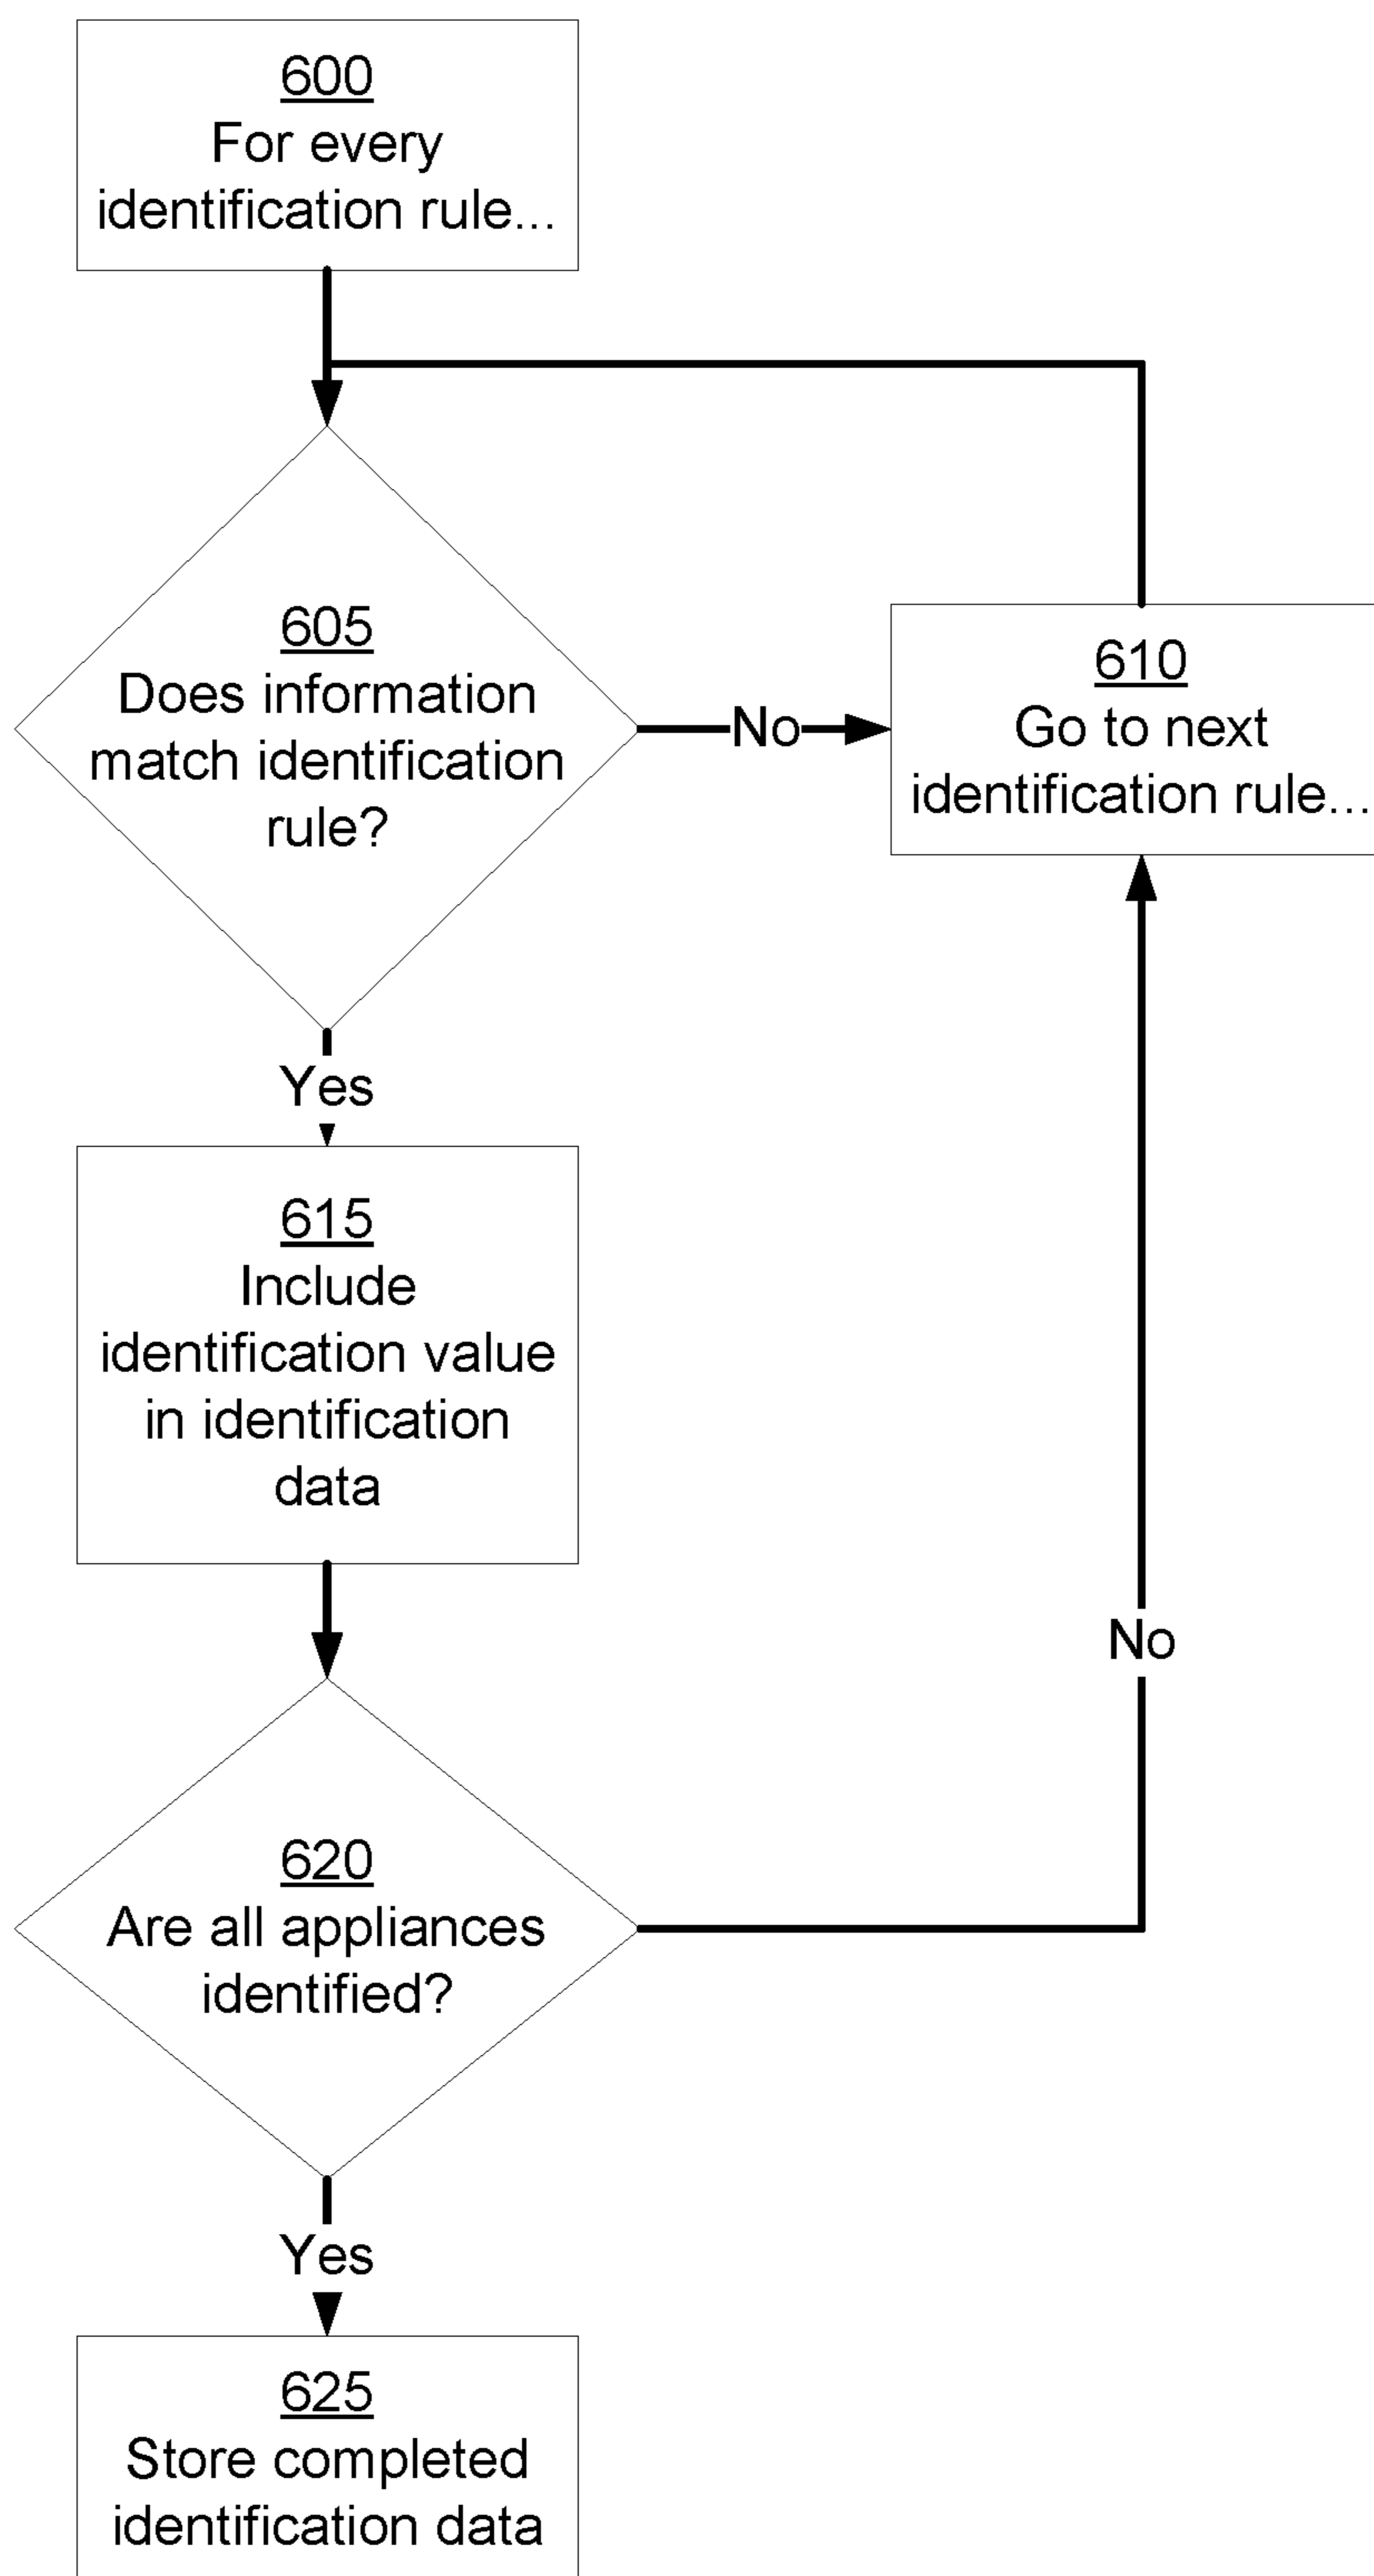 600
For every
identification rule...
605
Does information
match identification
rule?
No
610
Go to next
identification rule...
Yes
615
Include
identification value
in identification
data
No
620
Are all appliances
identified?
Yes
625
Store completed
identification data